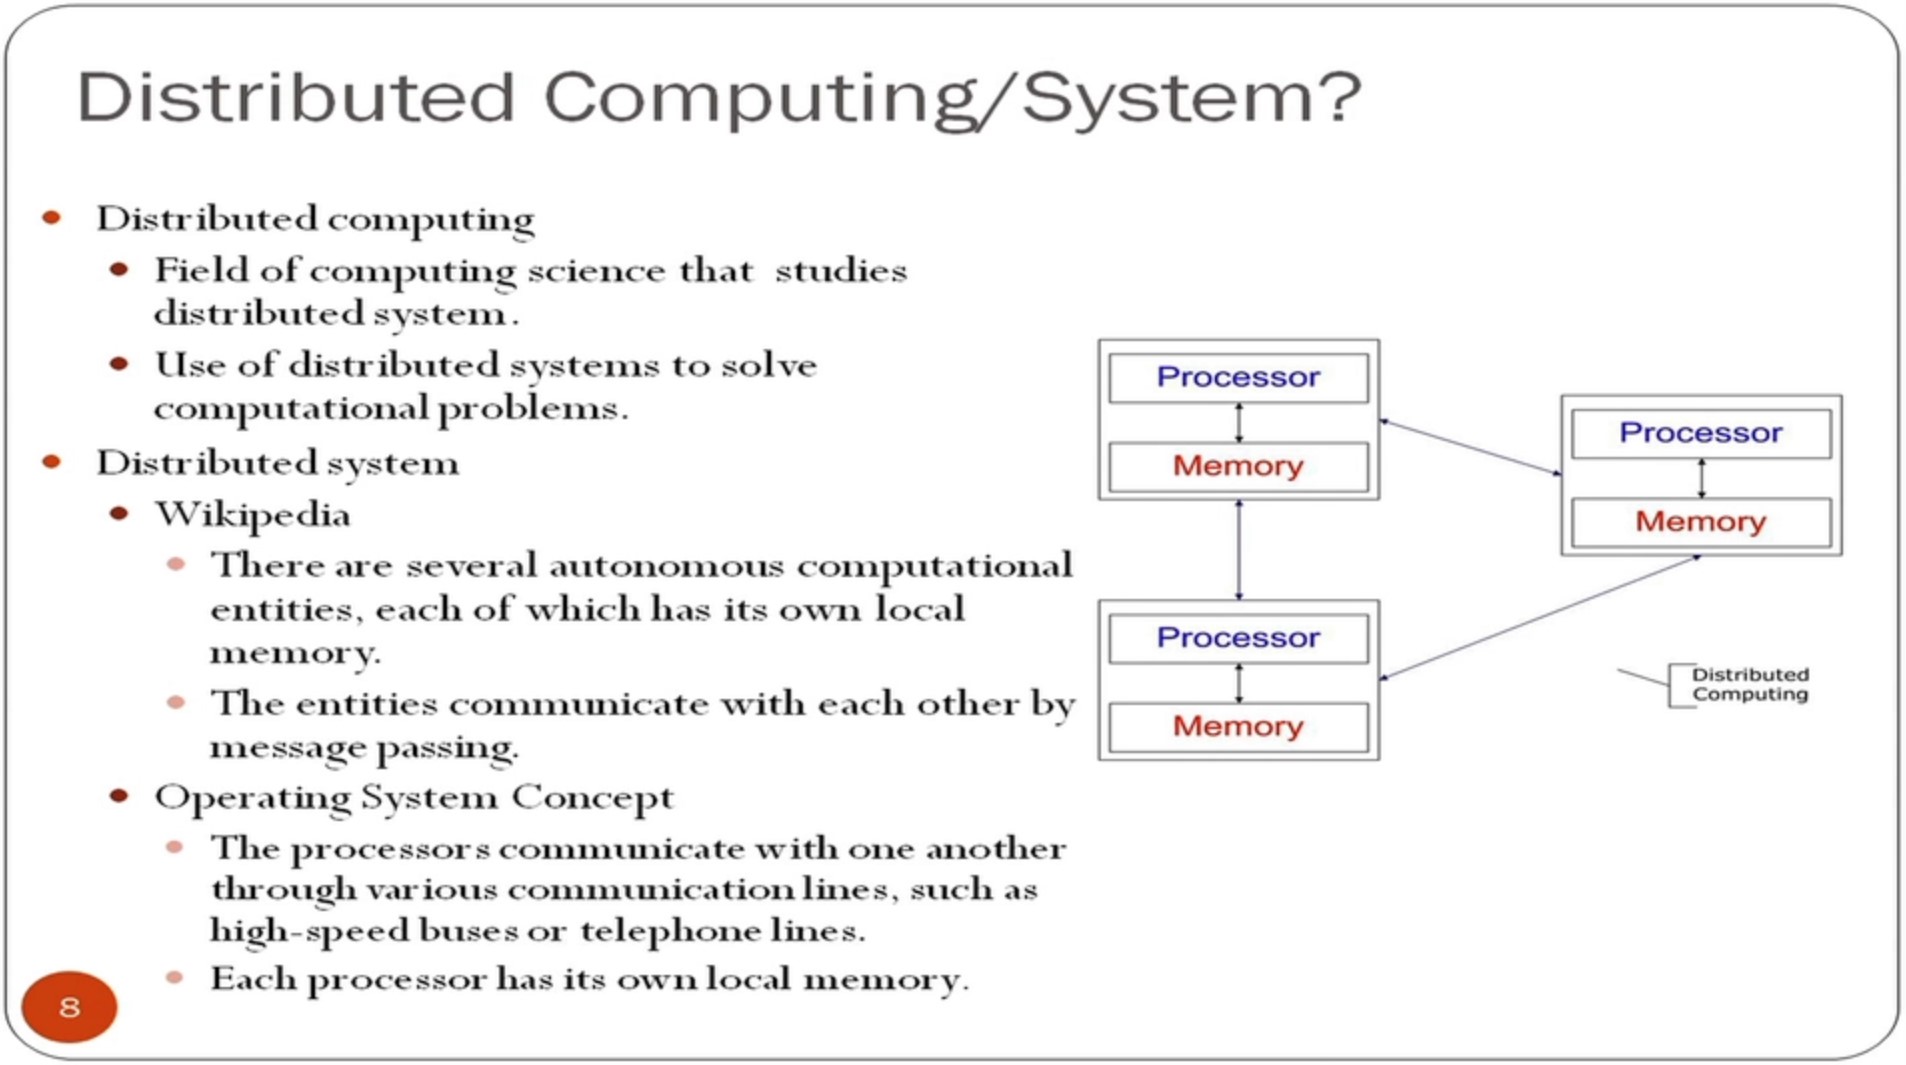 Distributed Computing/System?
Distributed computing
Field of computing science that studies
distributed system.
Use of distributed systems to solve
computational problems.
Distributed system
Wikipedia
There are several autonomous computational
entities, each of which has its own local
memory.
The entities communicate with each other by
message passing.
Operating System Concept
The processors communicate with one another
through various communication lines, such as
high-speed buses or telephone lines.
Each processor has its own local memory.
8
Processor
Memory
Processor
Memory
Processor
Memory
Distributed
Computing